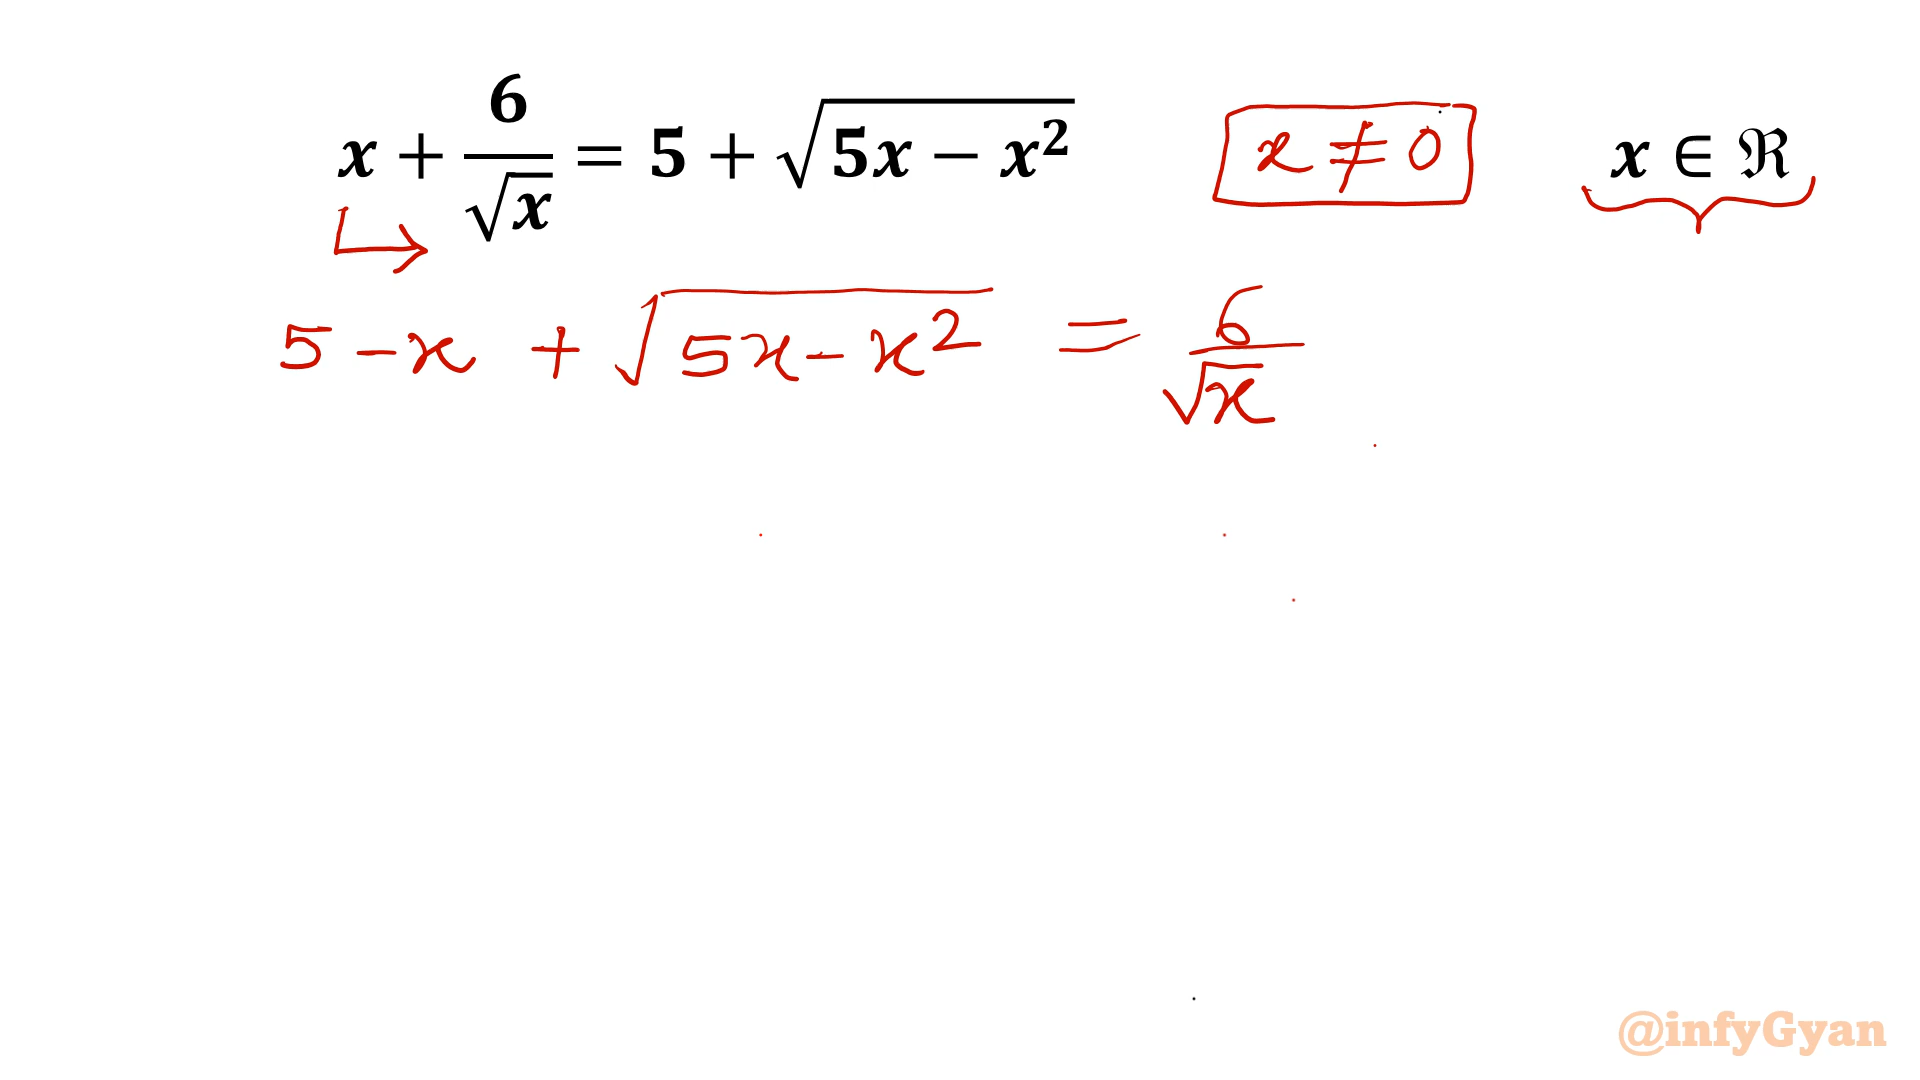 x + 6/√x = 5 + √(5x − x²) x ≠ 0 x ∈ ℜ
5 − x + √(5x − x²) = 6/√x
@infyGyan